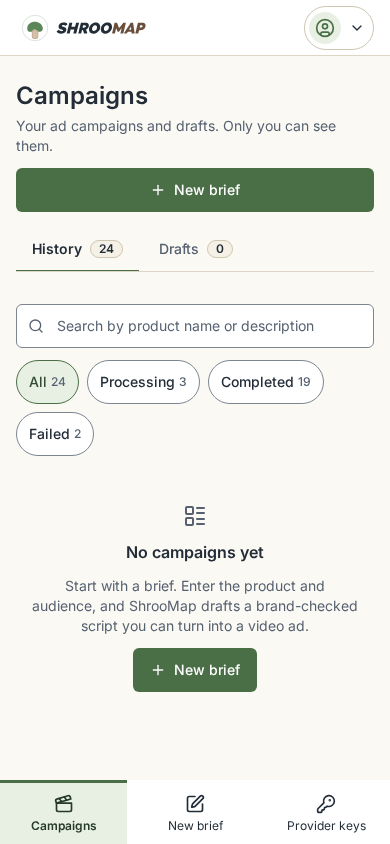 SHROOMAP
Campaigns
Your ad campaigns and drafts. Only you can see
them.
New brief
History 24 Drafts 0
Search by product name or description
All 24 Processing 3 Completed 19
Failed 2
No campaigns yet
Start with a brief. Enter the product and
audience, and ShrooMap drafts a brand-checked
script you can turn into a video ad.
New brief
Campaigns New brief Provider keys